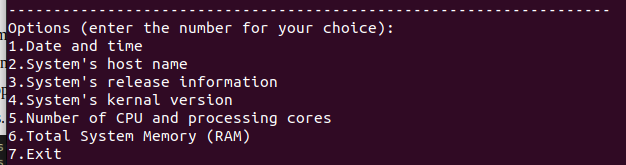 --------------------------------------------------------------------
Options (enter the number for your choice):
1.Date and time
2.System's host name
3.System's release information
4.System's kernal version
5.Number of CPU and processing cores
6.Total System Memory (RAM)
7.Exit